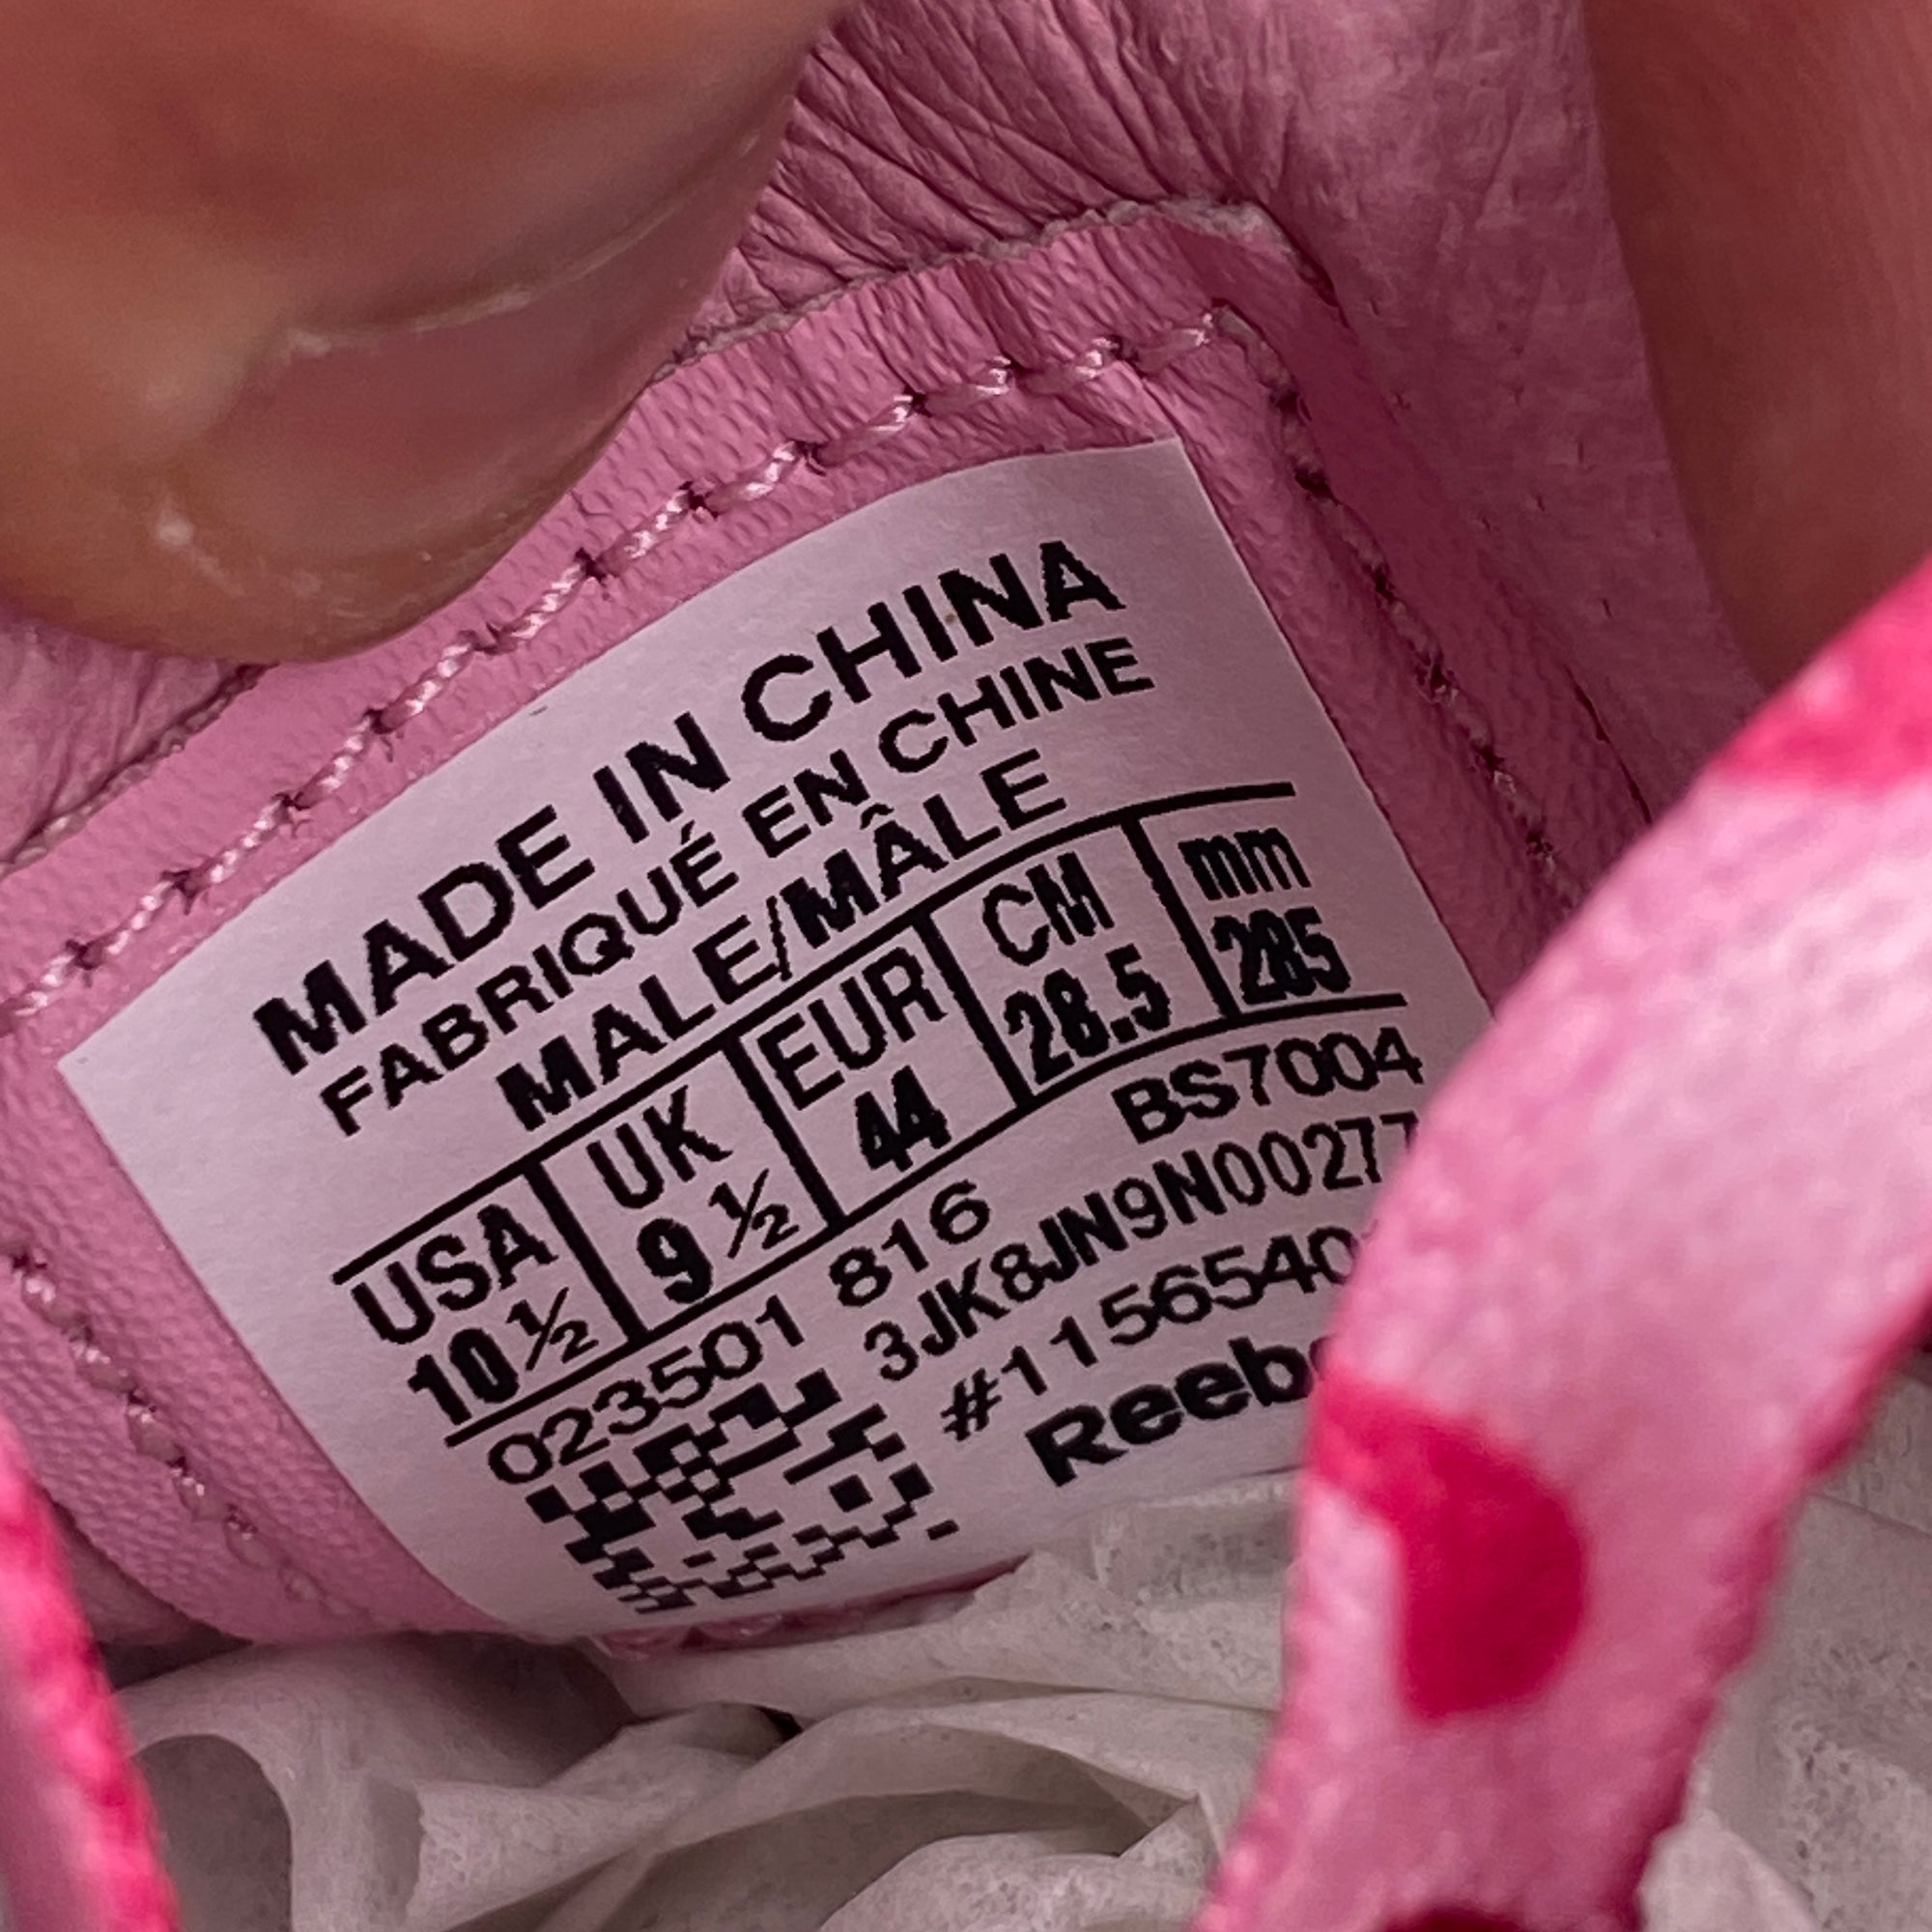 MADE IN CHINA
FABRIQUÉ EN CHINE
MALE/MÂLE
USA UK EUR CM mm
10½ 9½ 44 28.5 285
023501 816 BS7004
3JK8JN9N00277
#1156540
Reeb